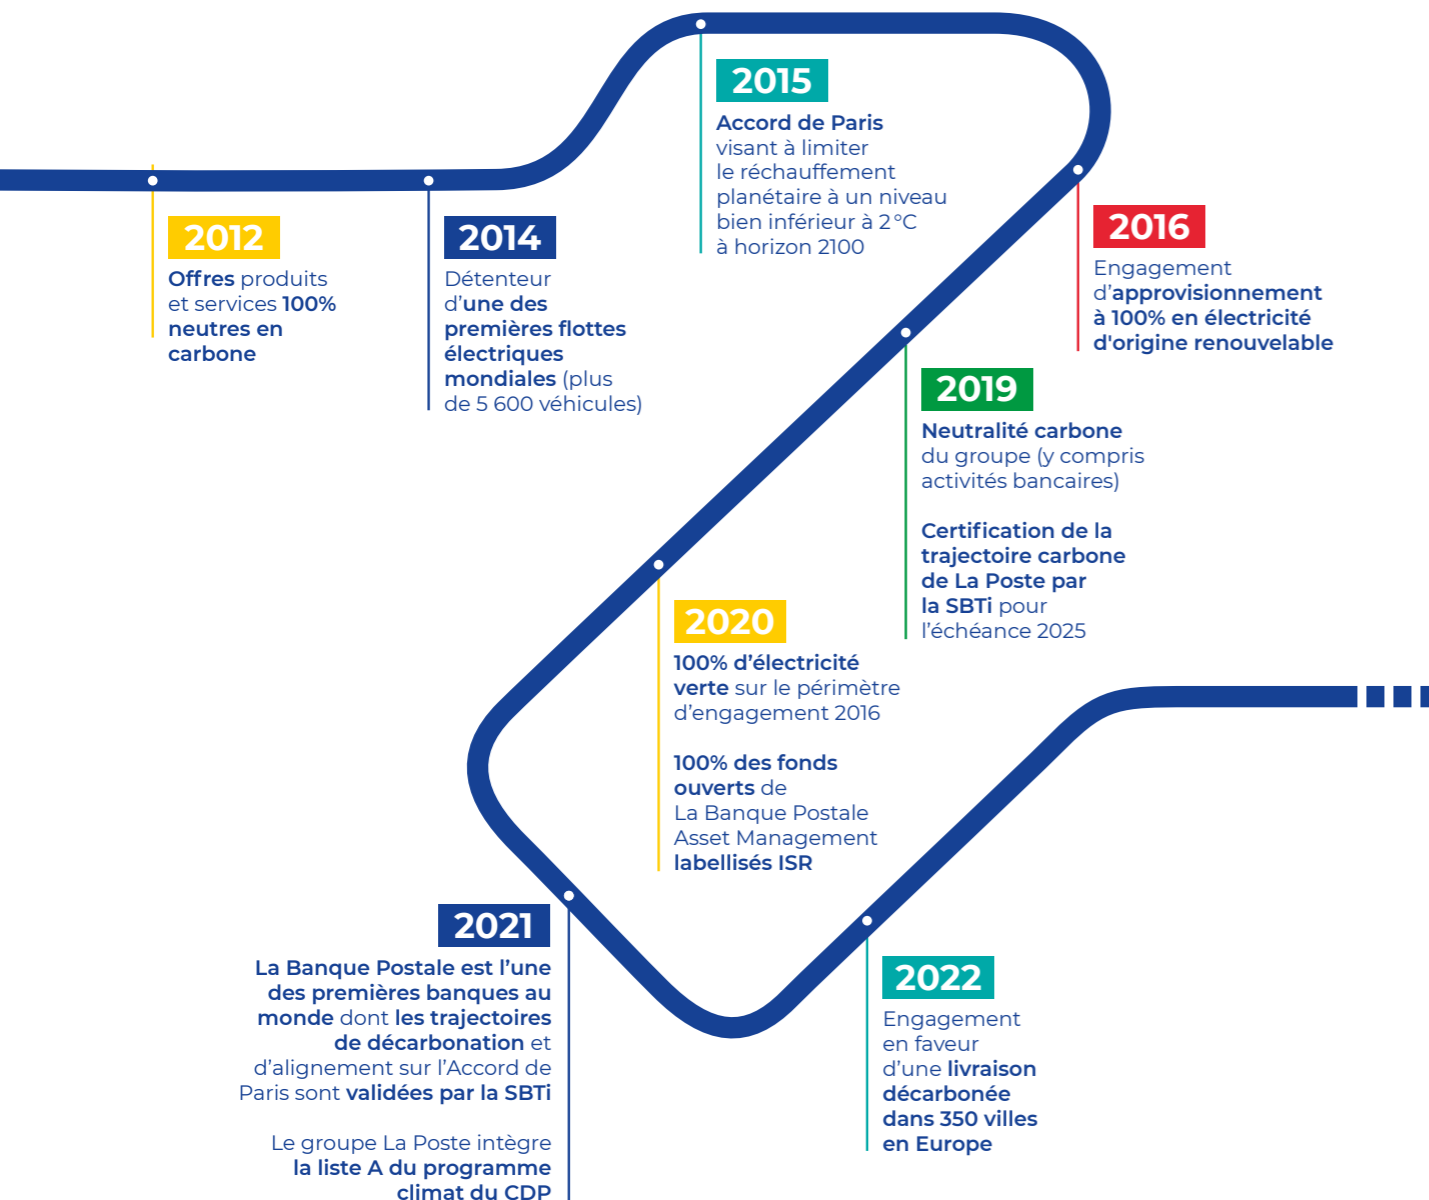 2012
Offres produits
et services 100%
neutres en
carbone
2014
Détenteur
d’une des
premières flottes
électriques
mondiales (plus
de 5 600 véhicules)
2015
Accord de Paris
visant à limiter
le réchauffement
planétaire à un niveau
bien inférieur à 2 °C
à horizon 2100
2016
Engagement
d’approvisionnement
à 100% en électricité
d'origine renouvelable
2019
Neutralité carbone
du groupe (y compris
activités bancaires)
Certification de la
trajectoire carbone
de La Poste par
la SBTi pour
l’échéance 2025
2020
100% d’électricité
verte sur le périmètre
d’engagement 2016
100% des fonds
ouverts de
La Banque Postale
Asset Management
labellisés ISR
2021
La Banque Postale est l’une
des premières banques au
monde dont les trajectoires
de décarbonation et
d’alignement sur l’Accord de
Paris sont validées par la SBTi
Le groupe La Poste intègre
la liste A du programme
climat du CDP
2022
Engagement
en faveur
d’une livraison
décarbonée
dans 350 villes
en Europe